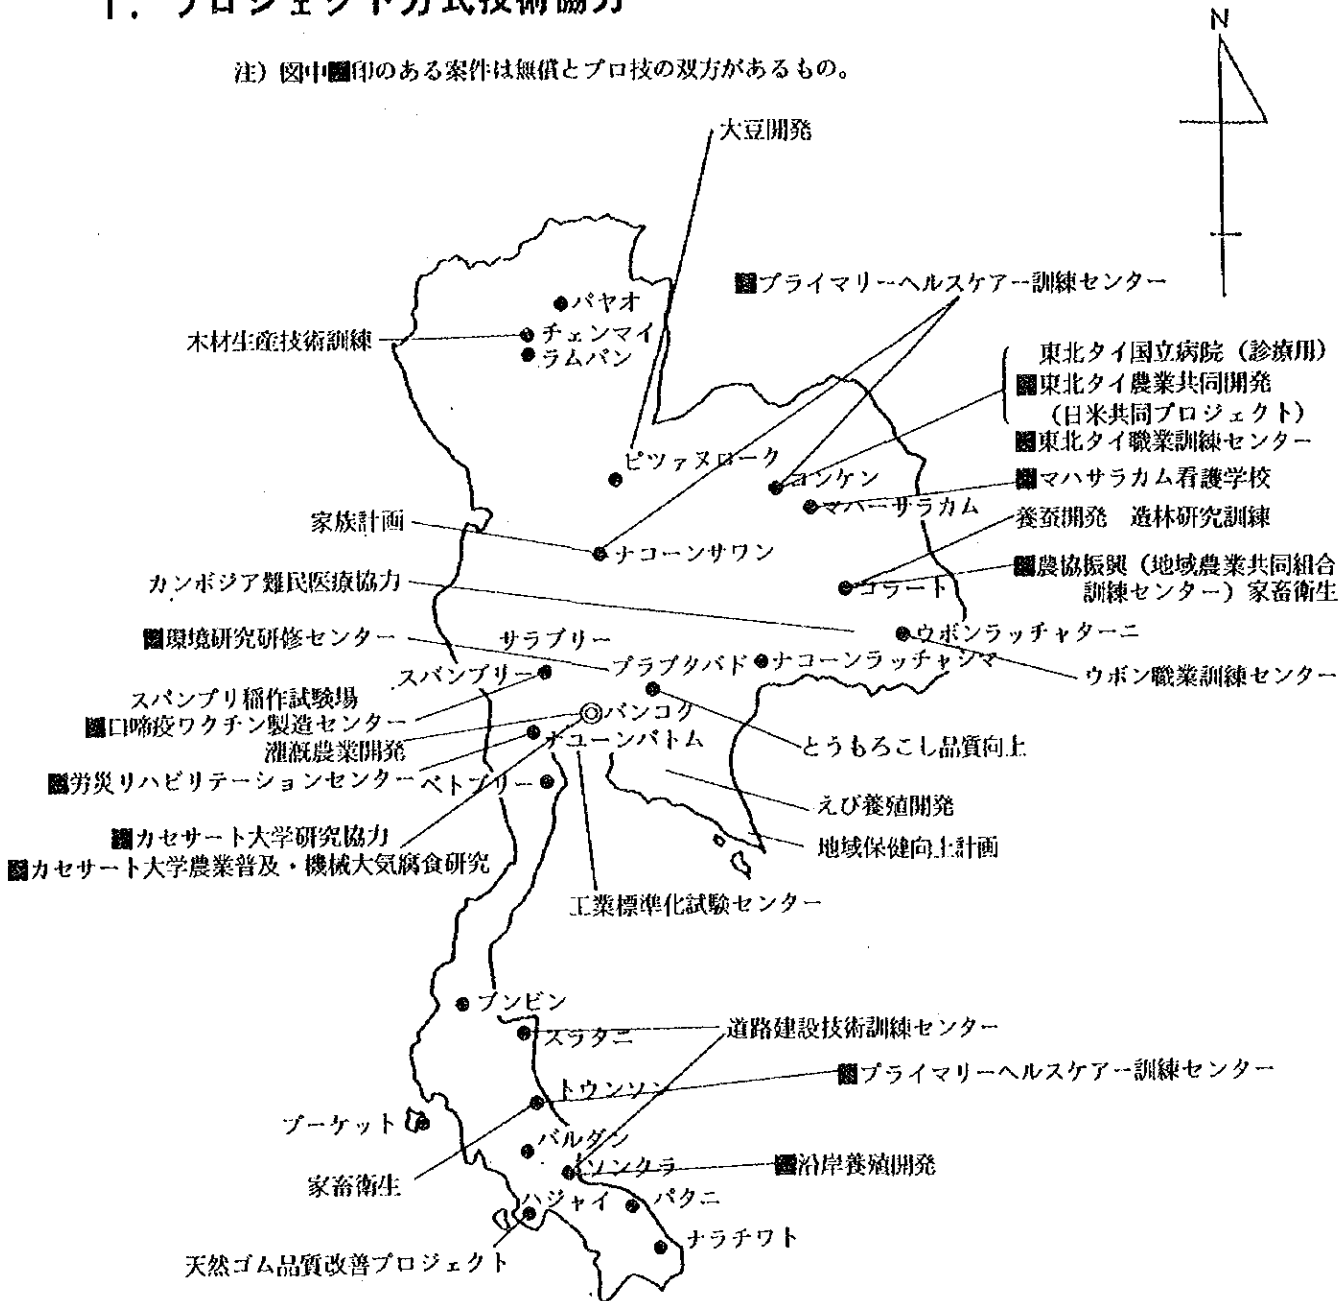 1. プロジェクト方式技術協力
注）図中■印のある案件は無償とプロ技の双方があるもの。
N
大豆開発
■プライマリーヘルスケアー訓練センター
パヤオ
木材生産技術訓練
チェンマイ
ラムパン
東北タイ国立病院（診療用）
■東北タイ農業共同開発
（日米共同プロジェクト）
■東北タイ職業訓練センター
ピツァヌローク
コンケン
■マハサラカム看護学校
マハーサラカム
家族計画
養蚕開発 造林研究訓練
ナコーンサワン
■農協振興（地域農業共同組合
訓練センター）家畜衛生
カンボジア難民医療協力
コラート
■環境研究研修センター
サラブリー
ウボンラッチャターニ
プラプタバド
ナコーンラッチャシマ
スパンブリー
ウボン職業訓練センター
スパンブリ稲作試験場
■口啼疫ワクチン製造センター
バンコク
灌漑農業開発
ナユーンパトム
とうもろこし品質向上
■労災リハビリテーションセンター
ペトブリー
えび養殖開発
■カセサート大学研究協力
地域保健向上計画
■カセサート大学農業普及・機械大気腐食研究
工業標準化試験センター
プンピン
道路建設技術訓練センター
スラタニ
■プライマリーヘルスケアー訓練センター
トウンソン
プーケット
パルダン
ソンクラ
■沿岸養殖開発
家畜衛生
ハジャイ
パタニ
ナラチワト
天然ゴム品質改善プロジェクト